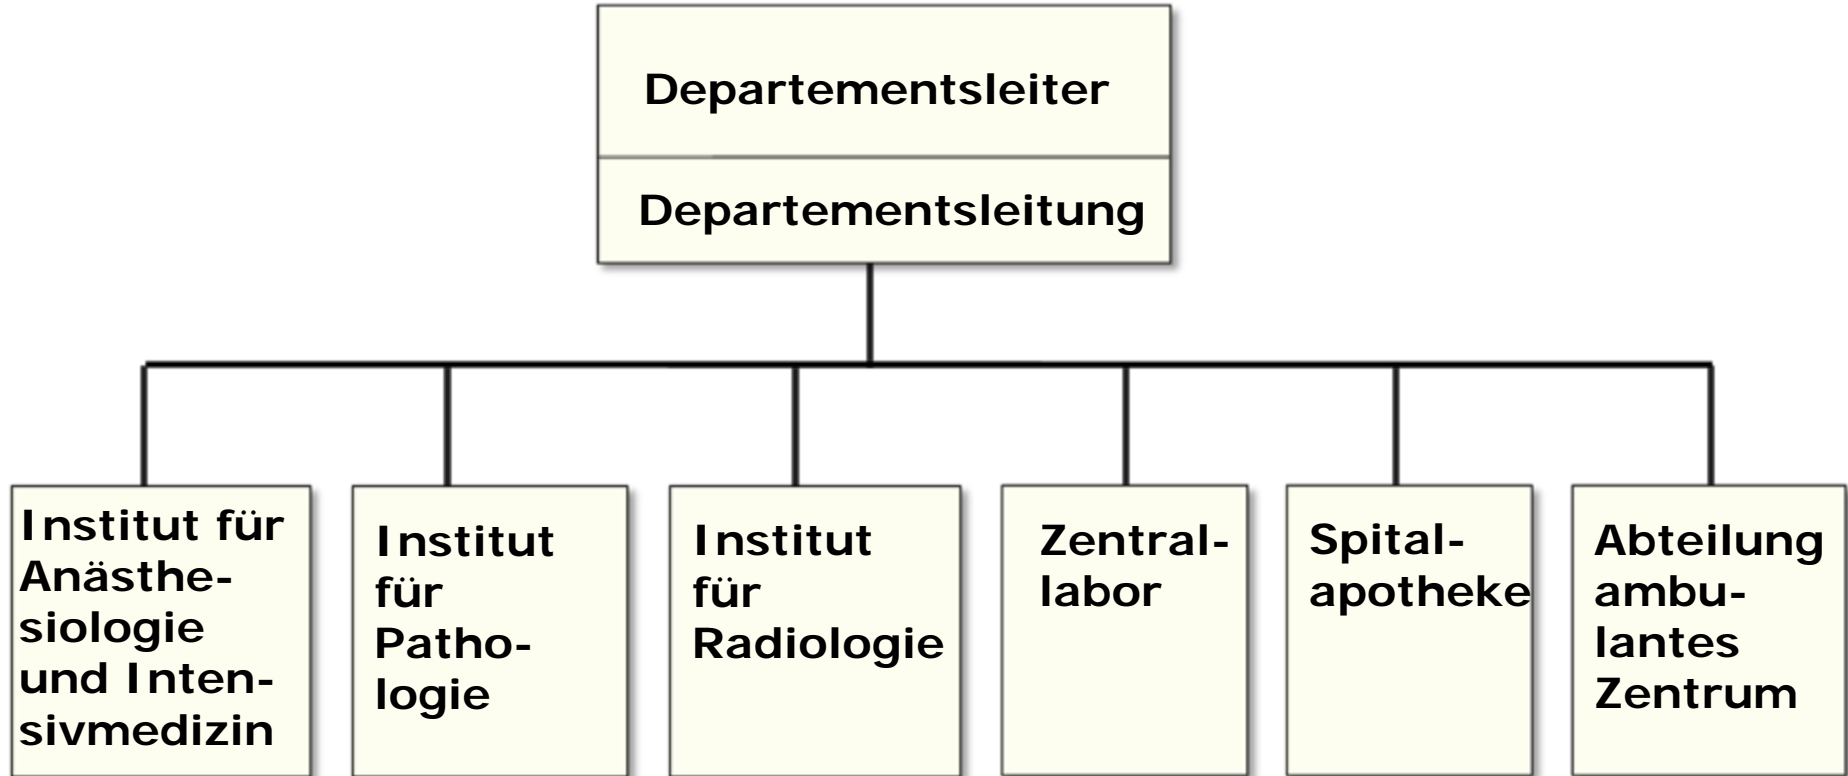 Departementsleiter
Departementsleitung
Institut für
Anästhe-
siologie
und Inten-
sivmedizin
Institut
für
Patho-
logie
Institut
für
Radiologie
Zentral-
labor
Spital-
apotheke
Abteilung
ambu-
lantes
Zentrum